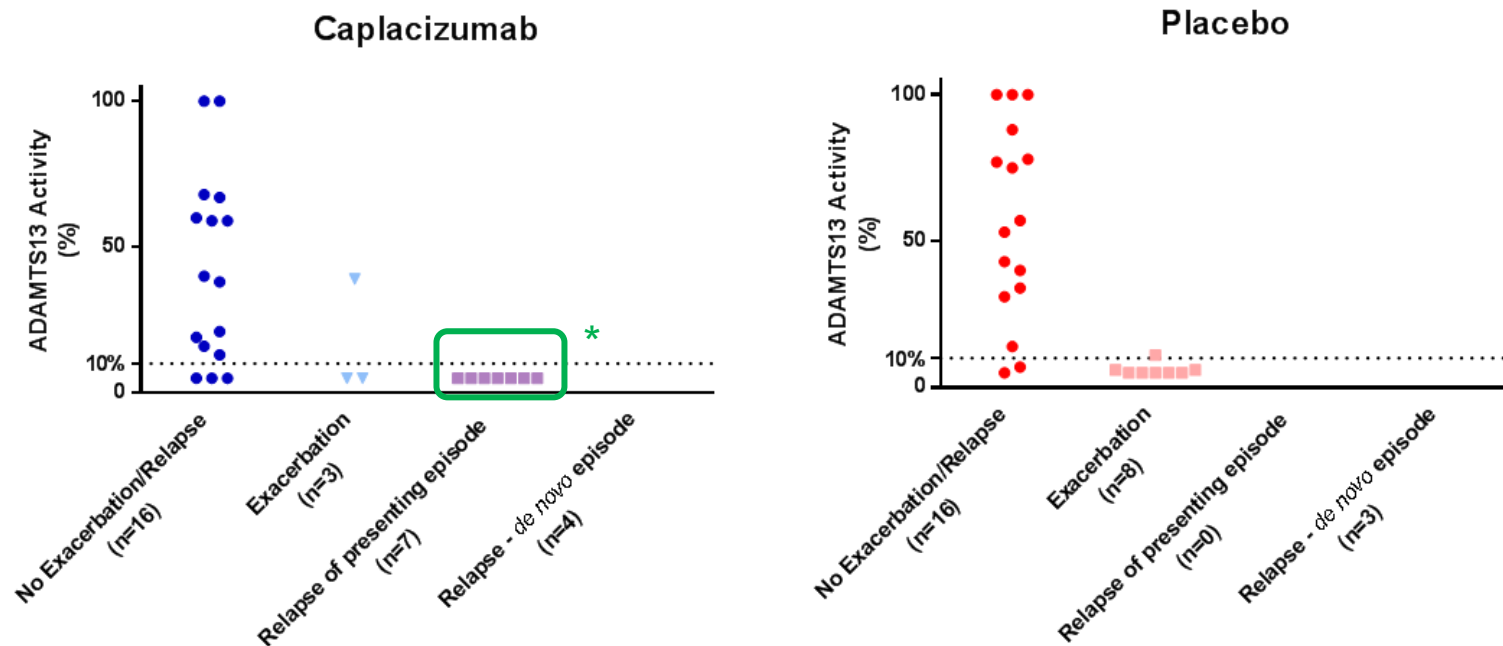 Caplacizumab
ADAMTS13 Activity
(%)
100
50
10%
0
*
No Exacerbation/Relapse
(n=16)
Exacerbation
(n=3)
Relapse of presenting episode
(n=7)
Relapse - de novo episode
(n=4)
Placebo
ADAMTS13 Activity
(%)
100
50
10%
0
No Exacerbation/Relapse
(n=16)
Exacerbation
(n=8)
Relapse of presenting episode
(n=0)
Relapse - de novo episode
(n=3)